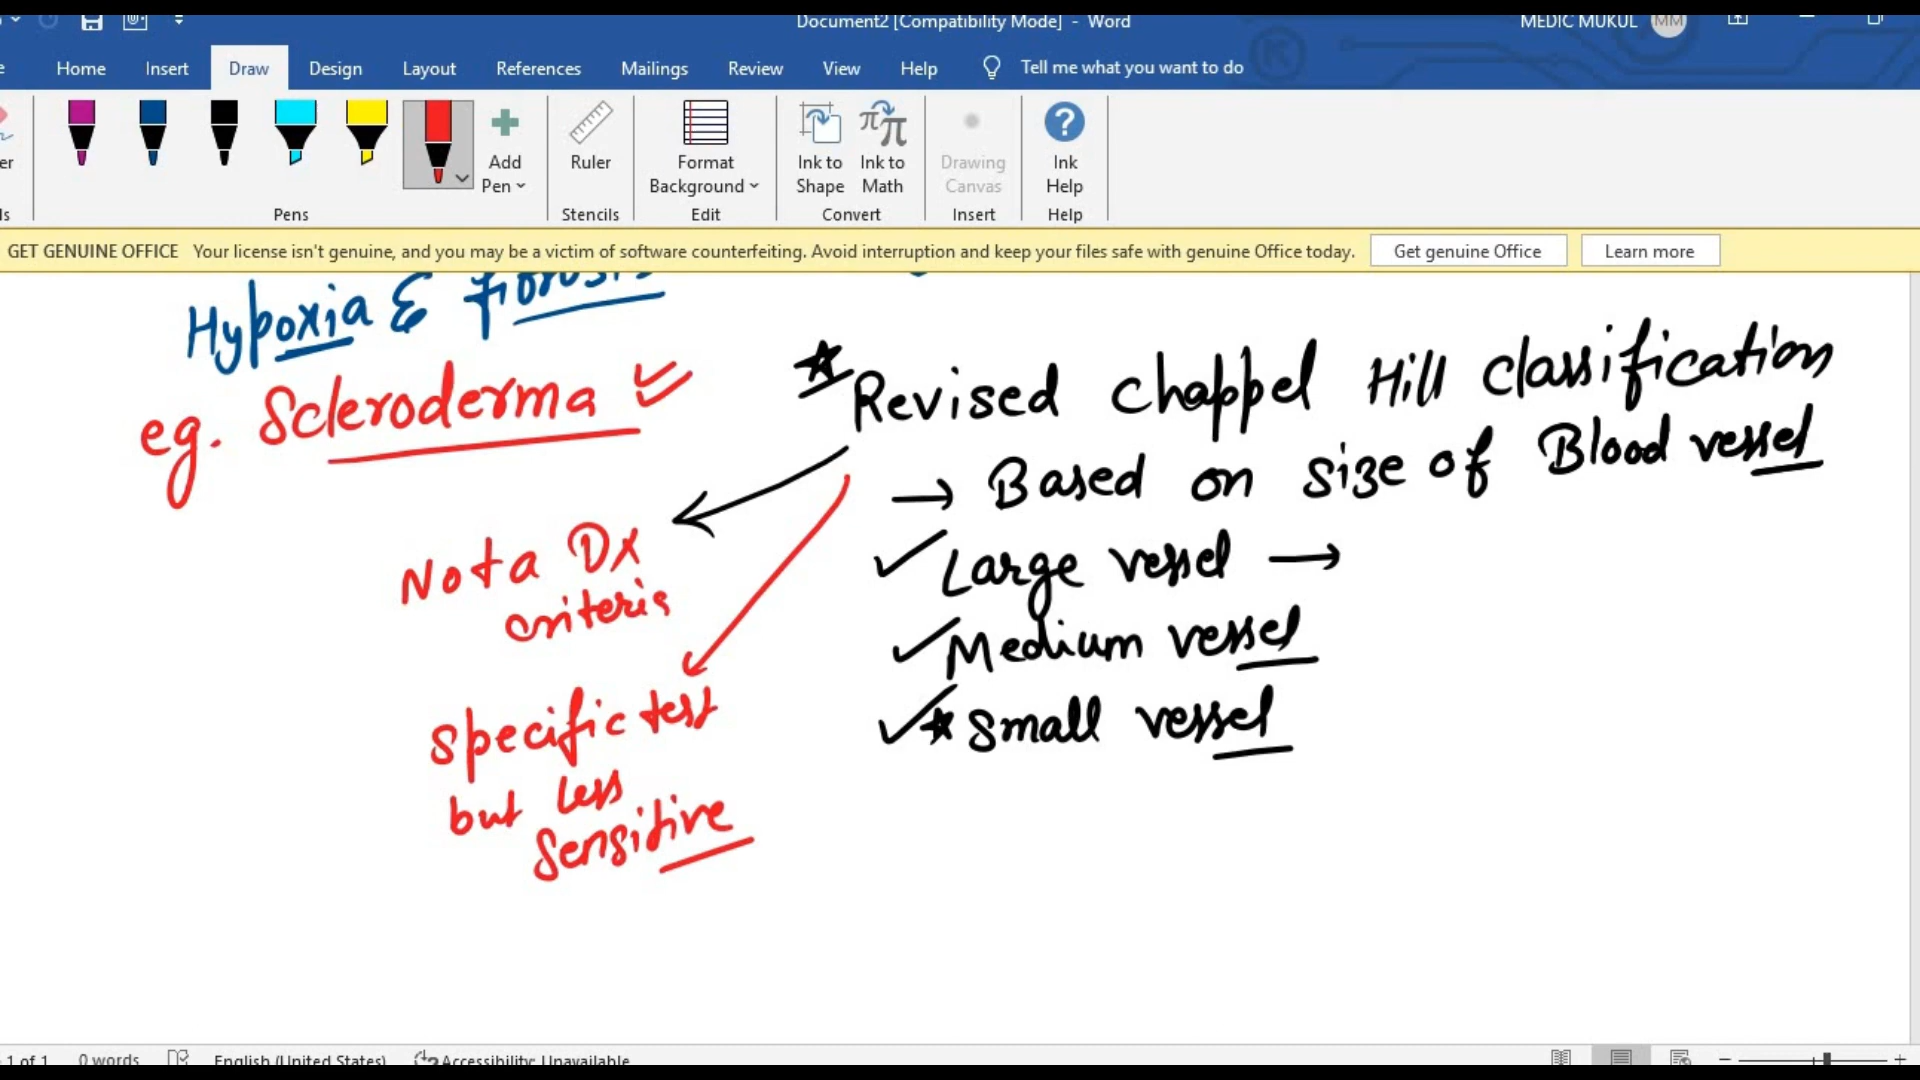 Document2 [Compatibility Mode] - Word
MEDIC MUKUL MM
Home Insert Draw Design Layout References Mailings Review View Help Tell me what you want to do
Add Pen
Ruler
Format Background
Ink to Shape
Ink to Math
Drawing Canvas
Ink Help
Pens Stencils Edit Convert Insert Help
GET GENUINE OFFICE Your license isn't genuine, and you may be a victim of software counterfeiting. Avoid interruption and keep your files safe with genuine Office today. Get genuine Office Learn more
Hypoxia & fibrosis
eg. Scleroderma
Not a Dx
criteria
specific test
but less
sensitive
Revised chappel Hill classification
→ Based on size of Blood vessel
✓ Large vessel →
✓ Medium vessel
✓ ★ small vessel
1 of 1 0 words English (United States) Accessibility: Unavailable